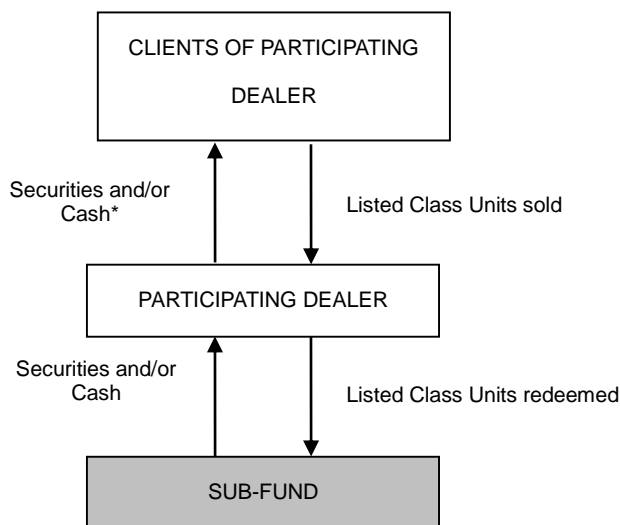 CLIENTS OF PARTICIPATING
DEALER
Securities and/or
Cash*
Listed Class Units sold
PARTICIPATING DEALER
Securities and/or
Cash
Listed Class Units redeemed
SUB-FUND